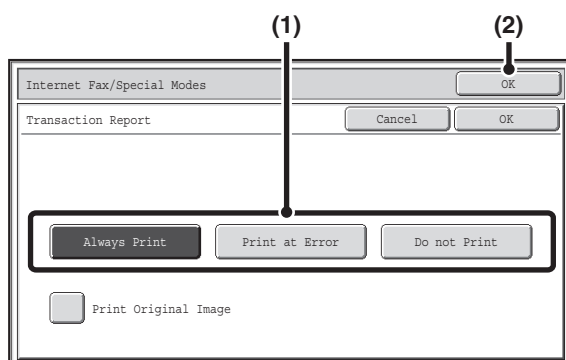 (1) (2)
Internet Fax/Special Modes OK
Transaction Report Cancel OK
Always Print Print at Error Do not Print
Print Original Image